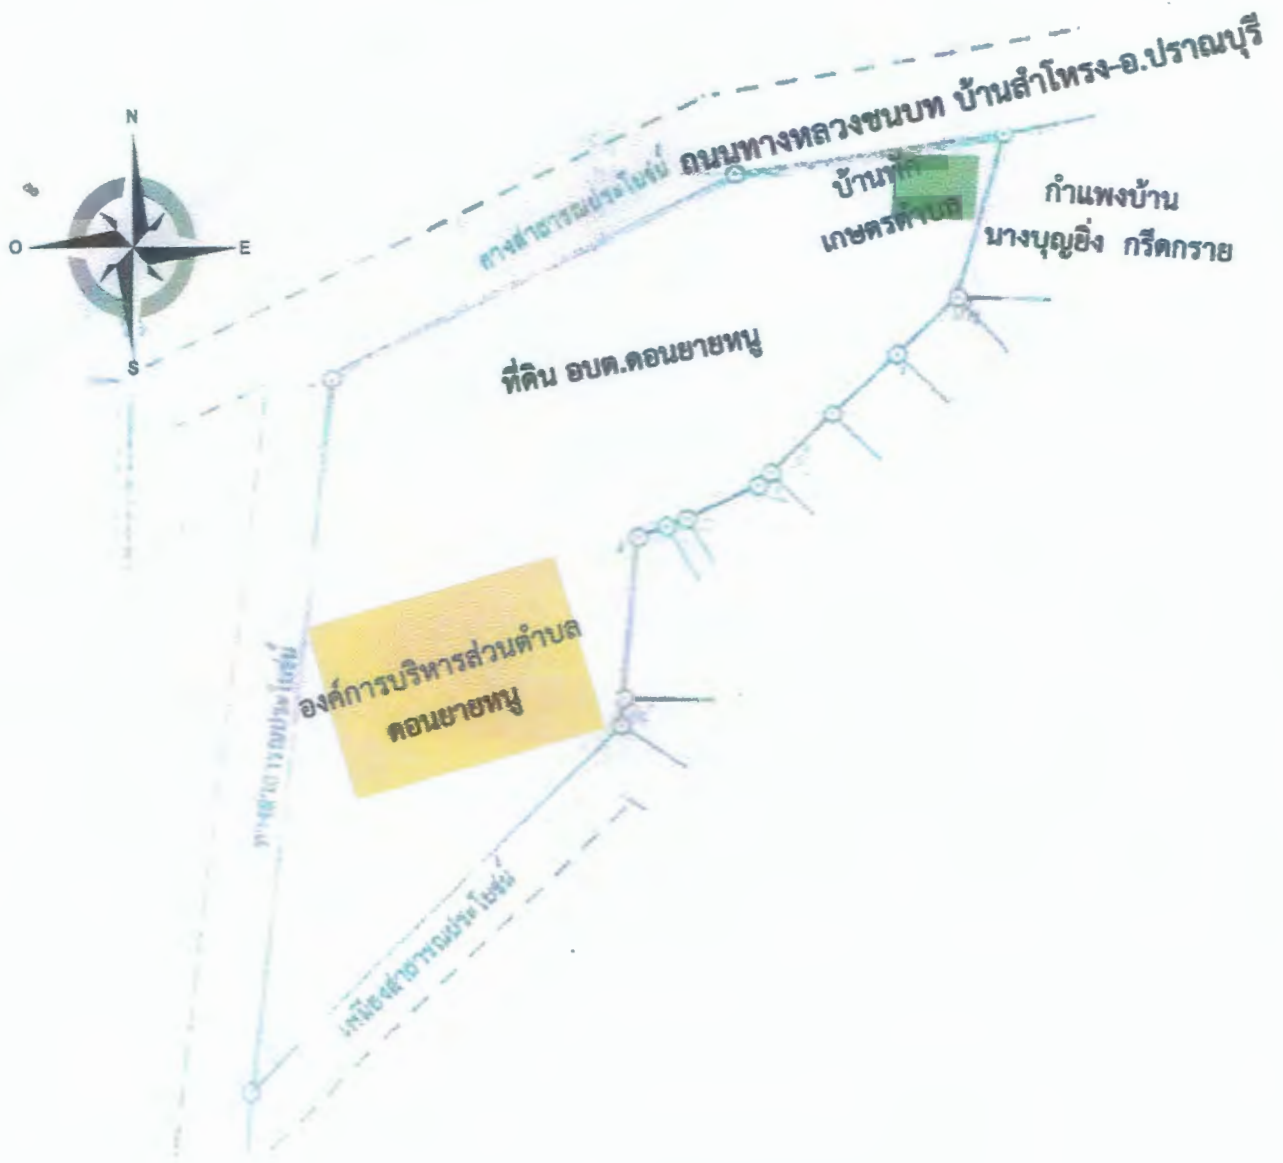 N
O
E
S
ถนนทางหลวงชนบท บ้านสำโหรง-อ.ปราณบุรี
ทางสาธารณประโยชน์
บ้านพัก
เกษตรตำบล
กำแพงบ้าน
นางบุญยิ่ง กรีดกราย
ที่ดิน อบต.ดอนยายหนู
องค์การบริหารส่วนตำบล
ดอนยายหนู
ทางสาธารณประโยชน์
เหมืองสาธารณประโยชน์